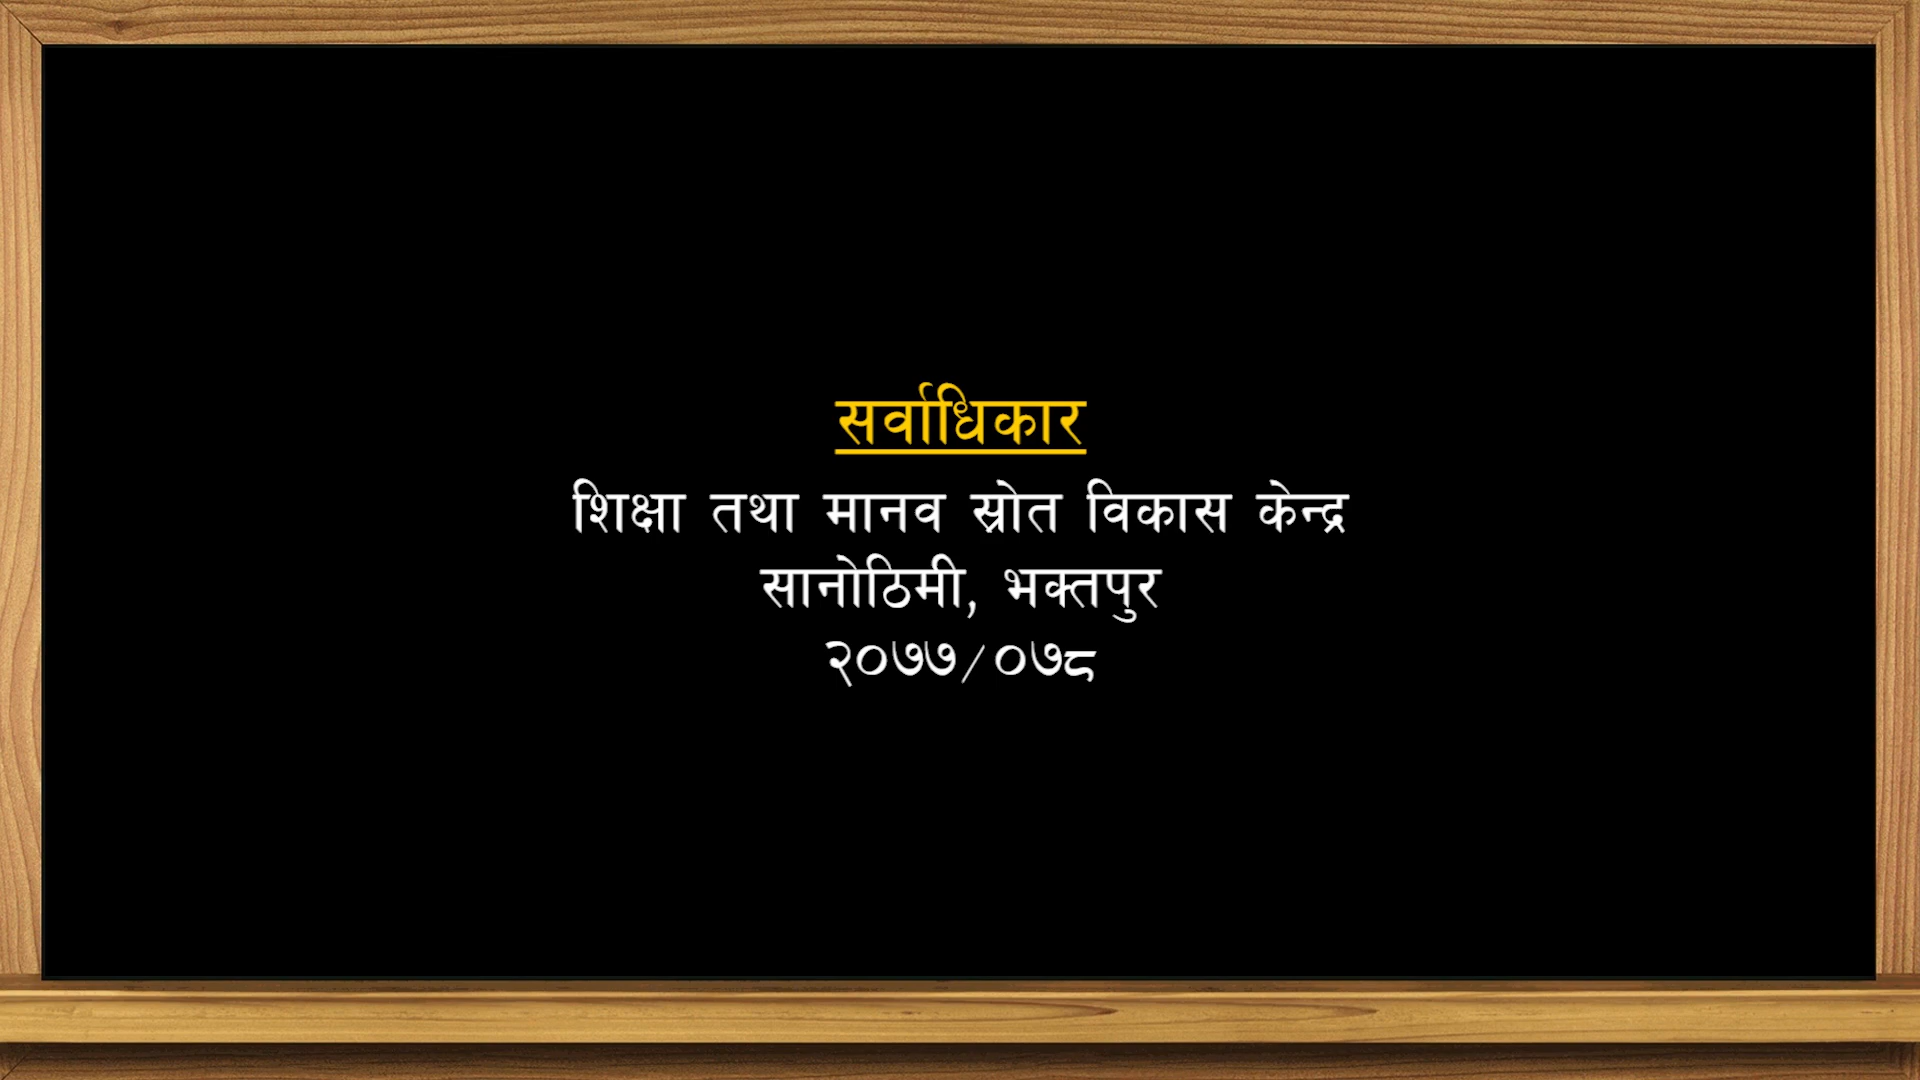 सर्वाधिकार
शिक्षा तथा मानव स्रोत विकास केन्द्र
सानोठिमी, भक्तपुर
२०७७/०७८